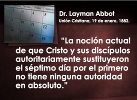 Dr. Layman Abbot
Unión Cristiana, 19 de enero, 1882.
"La noción actual
de que Cristo y sus discípulos
autoritariamente sustituyeron
el séptimo día por el primero
no tiene ninguna autoridad
en absoluto."